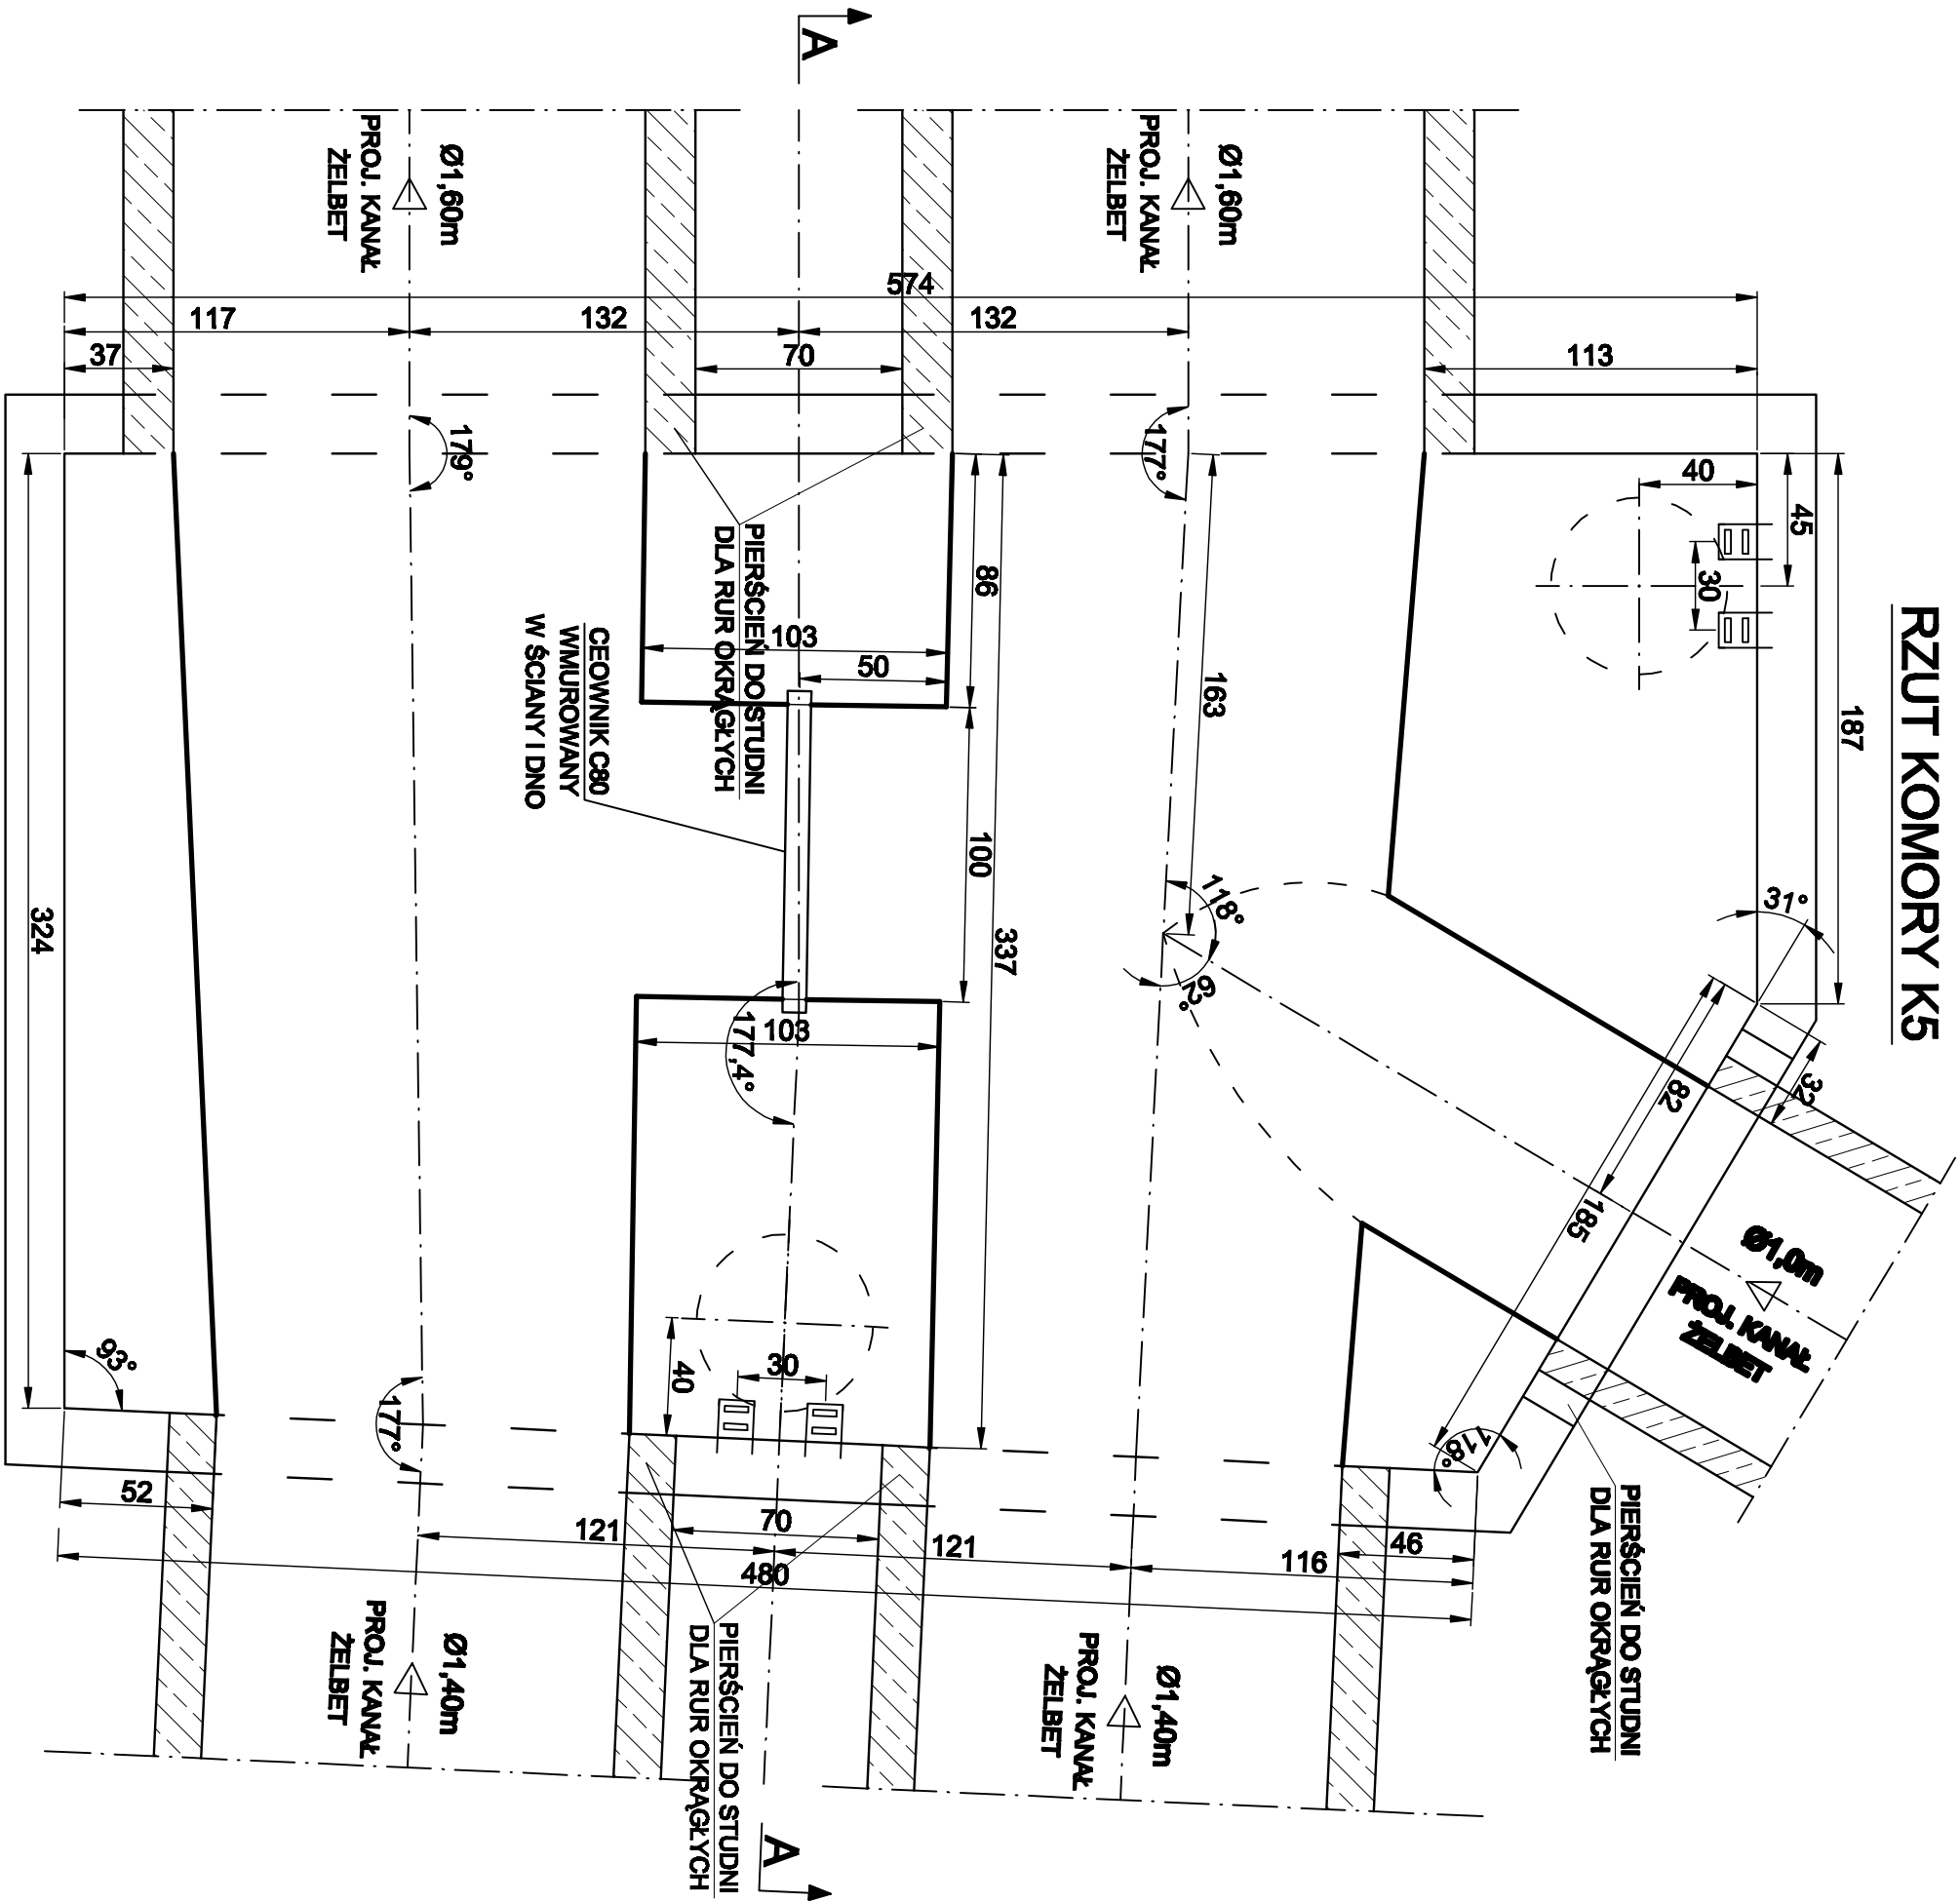 RZUT KOMORY K5
A
Ø1,60m
PROJ. KANAŁ
ŻELBET
Ø1,60m
PROJ. KANAŁ
ŻELBET
574
117
132
132
37
70
113
179°
177°
40
45
30
187
31°
86
103
50
163
PIERŚCIEŃ DO STUDNI
DLA RUR OKRĄGŁYCH
CEOWNIK C80
WMUROWANY
W ŚCIANY I DNO
100
337
118°
62°
324
103
177,4°
32
82
185
Ø1,0m
PROJ. KANAŁ
ŻELBET
93°
177°
30
40
118°
52
121
70
121
46
116
480
PIERŚCIEŃ DO STUDNI
DLA RUR OKRĄGŁYCH
PIERŚCIEŃ DO STUDNI
DLA RUR OKRĄGŁYCH
Ø1,40m
PROJ. KANAŁ
ŻELBET
Ø1,40m
PROJ. KANAŁ
ŻELBET
A